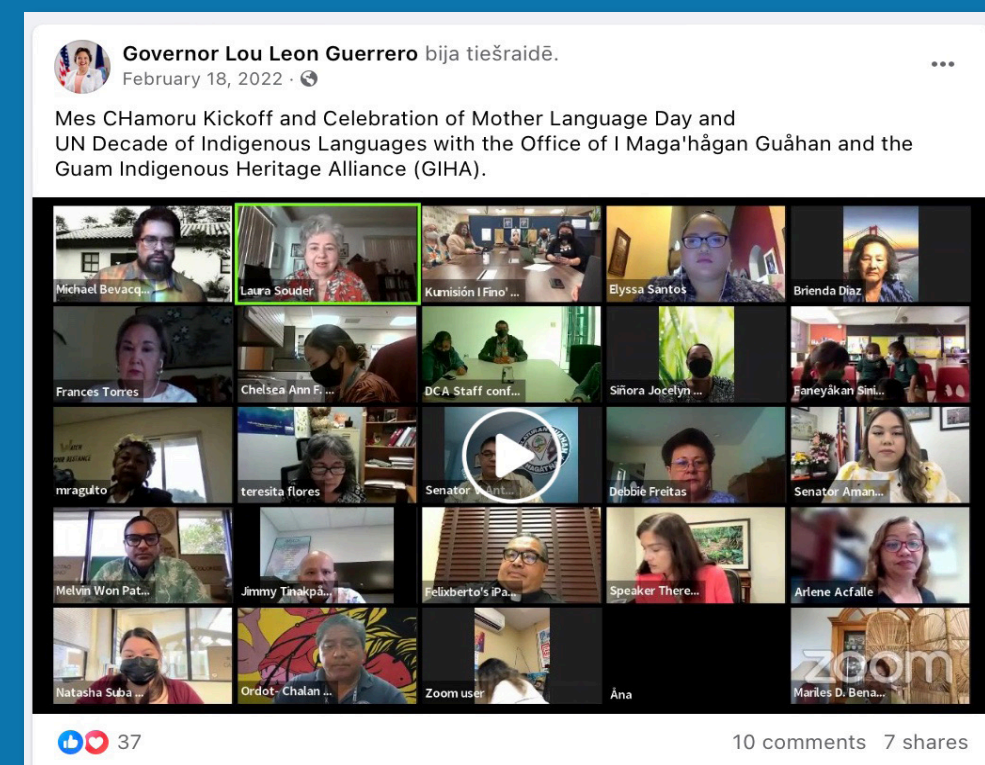 Governor Lou Leon Guerrero bija tiešraidē.
February 18, 2022 ·
Mes CHamoru Kickoff and Celebration of Mother Language Day and
UN Decade of Indigenous Languages with the Office of I Maga'hågan Guåhan and the
Guam Indigenous Heritage Alliance (GIHA).
Michael Bevacq...
Laura Souder
Kumisión I Fino'...
Elyssa Santos
Brienda Diaz
Frances Torres
Chelsea Ann F. ...
DCA Staff conf...
Siñora Jocelyn ...
Faneyåkan Sini...
mragulto
teresita flores
Senator
Debbie Freitas
Senator Aman...
Melvin Won Pat...
Jimmy Tinakpa...
Felixberto's iPa...
Speaker There...
Arlene Acfalle
Natasha Suba ...
Ordot- Chalan ...
Zoom user
Åna
zoom
Mariles D. Bena...
37
10 comments 7 shares